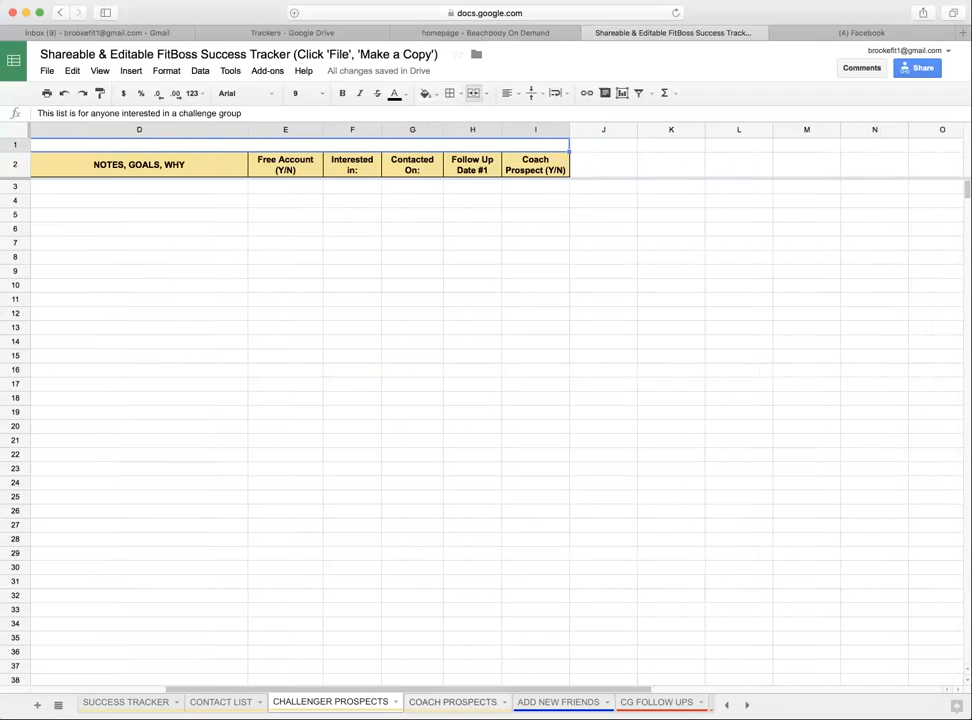 docs.google.com
Inbox (9) - brookefit1@gmail.com - Gmail
Trackers - Google Drive
homepage - Beachbody On Demand
Shareable & Editable FitBoss Success Track...
(4) Facebook
Shareable & Editable FitBoss Success Tracker (Click 'File', 'Make a Copy')
brookefit1@gmail.com
File Edit View Insert Format Data Tools Add-ons Help All changes saved in Drive
Comments
Share
$ % .0 .00 123 Arial 9 B I S A Σ
fx This list is for anyone interested in a challenge group
D E F G H I J K L M N O
1
2 NOTES, GOALS, WHY Free Account (Y/N) Interested in: Contacted On: Follow Up Date #1 Coach Prospect (Y/N)
3
4
5
6
7
8
9
10
11
12
13
14
15
16
17
18
19
20
21
22
23
24
25
26
27
28
29
30
31
32
33
34
35
36
37
38
SUCCESS TRACKER CONTACT LIST CHALLENGER PROSPECTS COACH PROSPECTS ADD NEW FRIENDS CG FOLLOW UPS